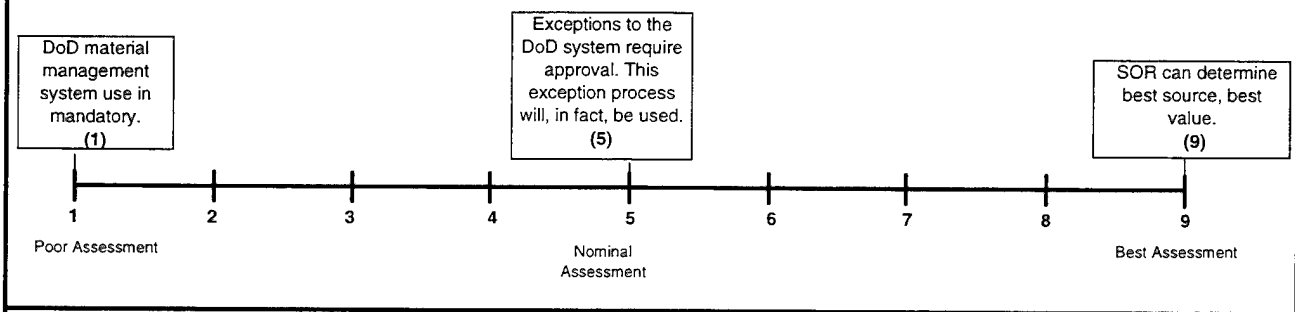 DoD material
management
system use in
mandatory.
(1)
Exceptions to the
DoD system require
approval. This
exception process
will, in fact, be used.
(5)
SOR can determine
best source, best
value.
(9)
1 2 3 4 5 6 7 8 9
Poor Assessment
Nominal
Assessment
Best Assessment